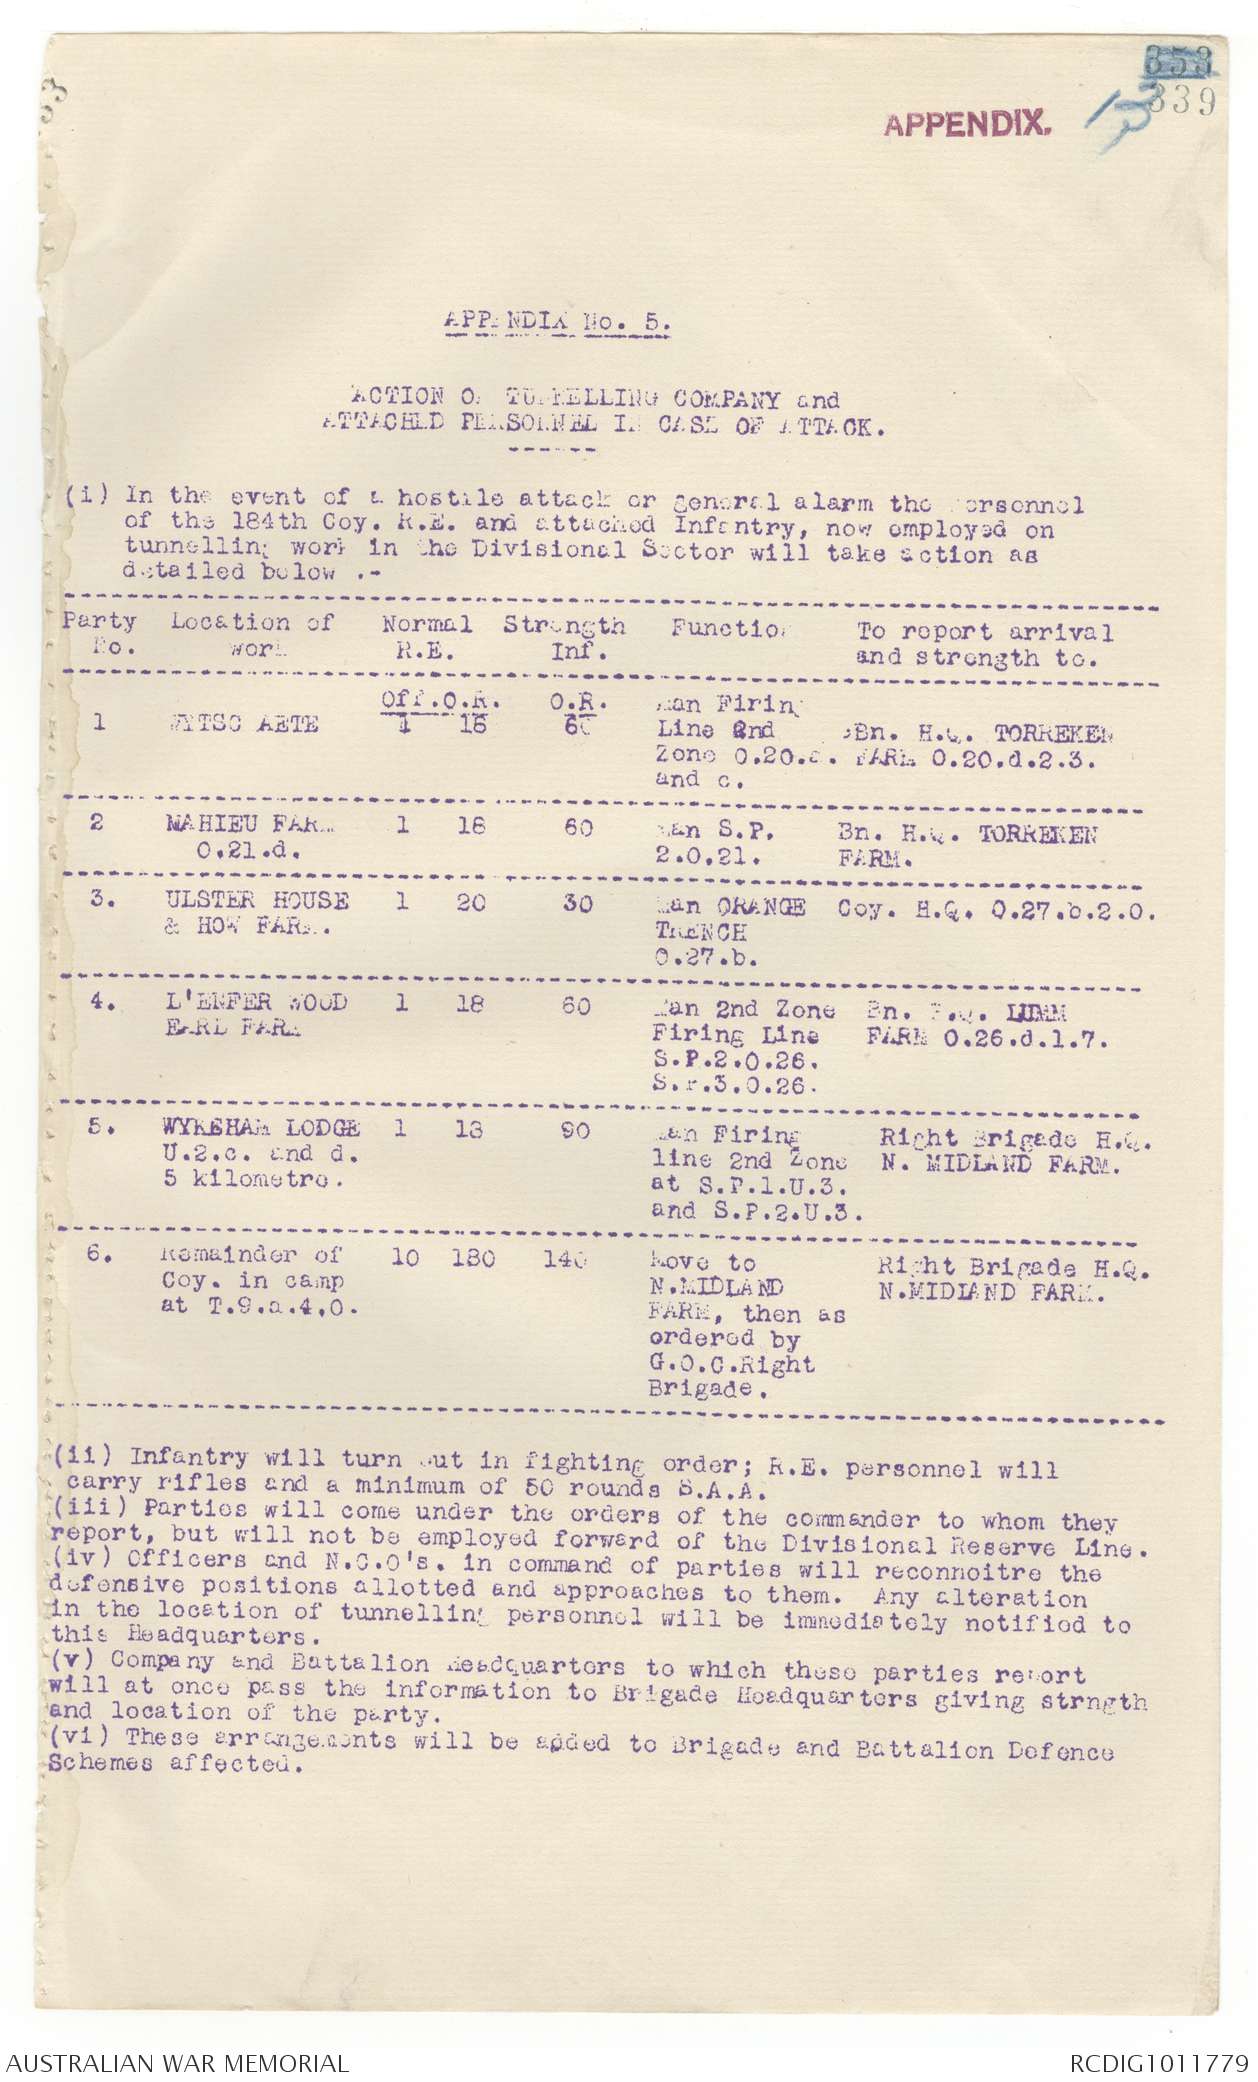 353
339
APPENDIX.
13
APPENDIX No. 5.
ACTION OF TUNNELLING COMPANY and
ATTACHED PERSONNEL IN CASE OF ATTACK.
(i) In the event of a hostile attack or general alarm the personnel
of the 184th Coy. R.E. and attached Infantry, now employed on
tunnelling work in the Divisional Sector will take action as
detailed below :-
Party Location of Normal Strength Function To report arrival
No. work R.E. Inf. and strength to.
Off. O.R. O.R.
1 WYTSCHAETE 1 18 60 Man Firing
Line 2nd Bn. H.Q. TORREKEN
Zone O.20.a. FARM O.20.d.2.3.
and c.
2 MAHIEU FARM 1 18 60 Man S.P. Bn. H.Q. TORREKEN
O.21.d. 2.O.21. FARM.
3. ULSTER HOUSE 1 20 30 Man ORANGE Coy. H.Q. O.27.b.2.0.
& HOW FARM. TRENCH
O.27.b.
4. L'ENFER WOOD 1 18 60 Man 2nd Zone Bn. H.Q. LUMM
EARL FARM Firing Line FARM O.26.d.1.7.
S.P.2.O.26.
S.P.3.O.26.
5. WYKEHAM LODGE 1 18 90 Man Firing Right Brigade H.Q.
U.2.c. and d. line 2nd Zone N. MIDLAND FARM.
5 kilometre. at S.P.1.U.3.
and S.P.2.U.3.
6. Remainder of 10 180 140 Move to Right Brigade H.Q.
Coy. in camp N.MIDLAND N.MIDLAND FARM.
at T.9.a.4.0. FARM, then as
ordered by
G.O.C.Right
Brigade.
(ii) Infantry will turn out in fighting order; R.E. personnel will
carry rifles and a minimum of 50 rounds S.A.A.
(iii) Parties will come under the orders of the commander to whom they
report, but will not be employed forward of the Divisional Reserve Line.
(iv) Officers and N.C.O's. in command of parties will reconnoitre the
defensive positions allotted and approaches to them. Any alteration
in the location of tunnelling personnel will be immediately notified to
this Headquarters.
(v) Company and Battalion Headquarters to which these parties report
will at once pass the information to Brigade Headquarters giving strngth
and location of the party.
(vi) These arrangements will be added to Brigade and Battalion Defence
Schemes affected.
AUSTRALIAN WAR MEMORIAL
RCDIG1011779